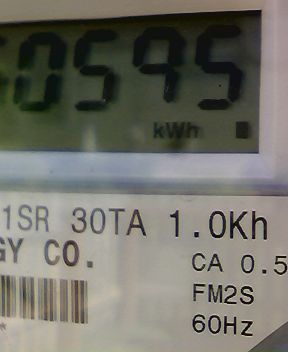 0595
kWh
1SR 30TA 1.0Kh
GY CO.
CA 0.5
FM2S
60Hz